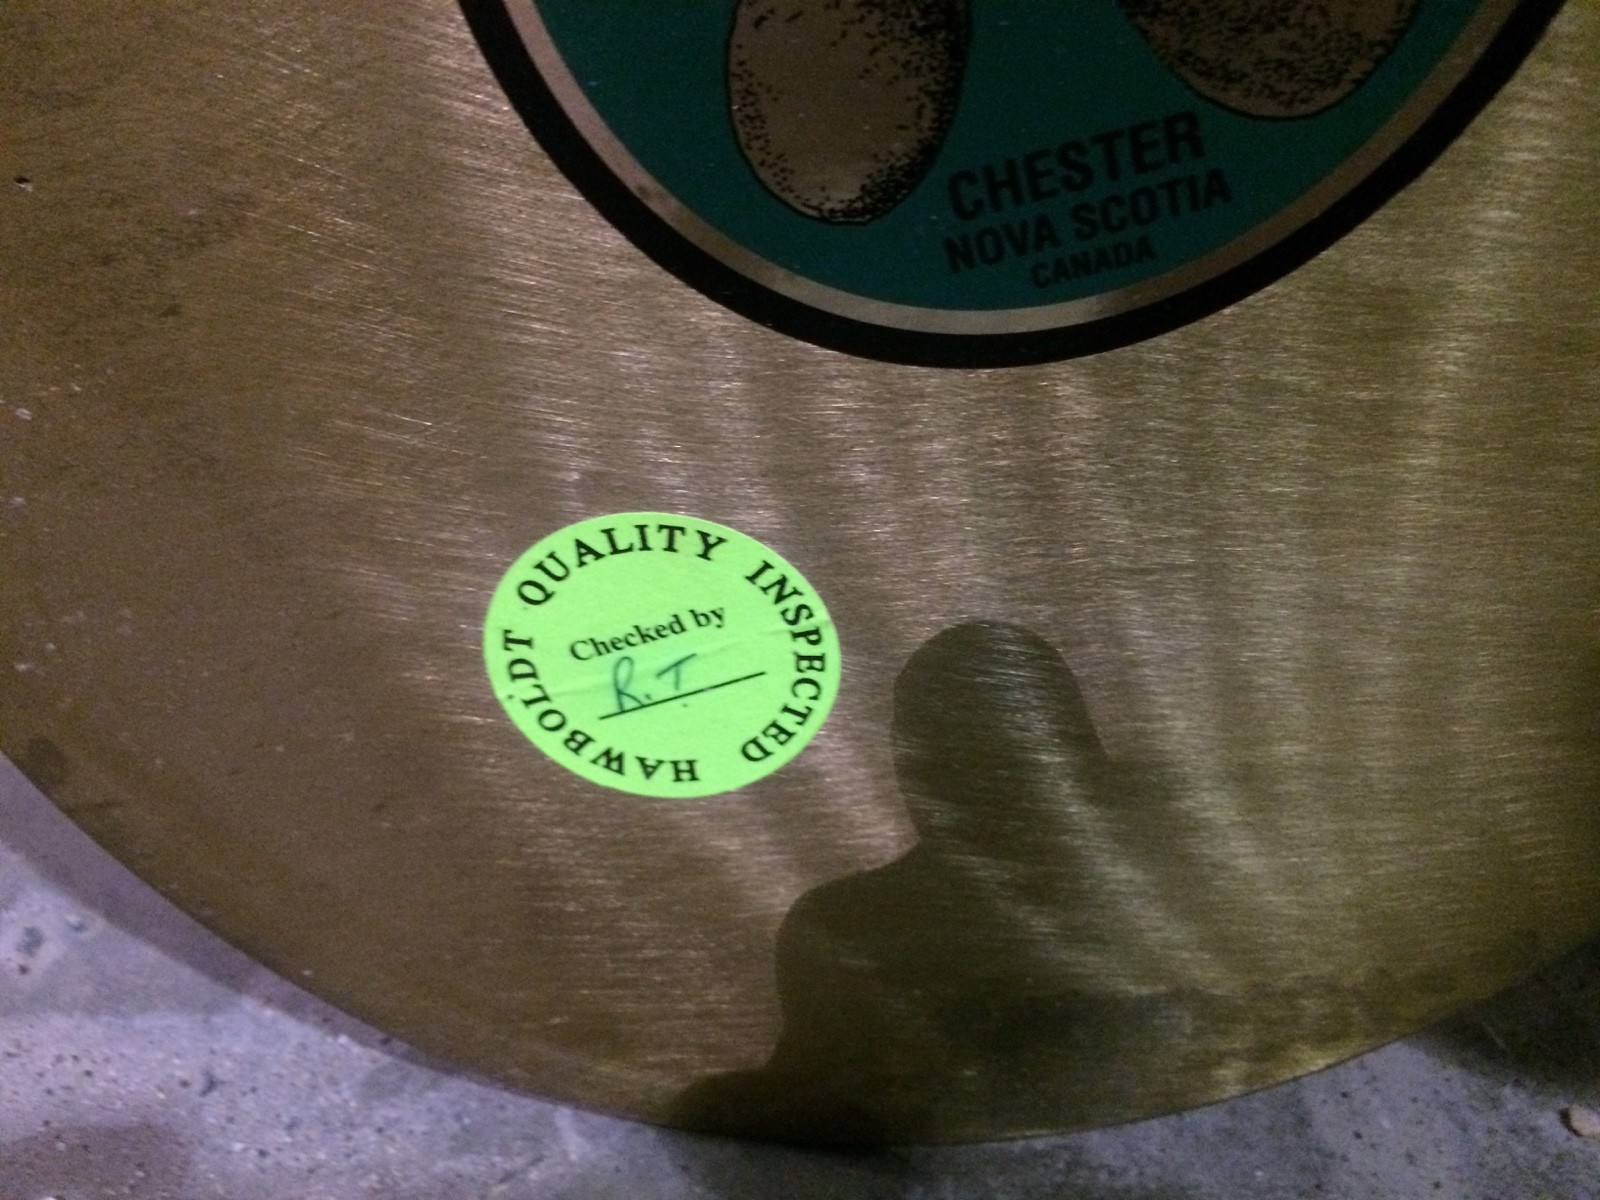 CHESTER
NOVA SCOTIA
CANADA
HAWBOLDT QUALITY INSPECTED
Checked by
R.T.